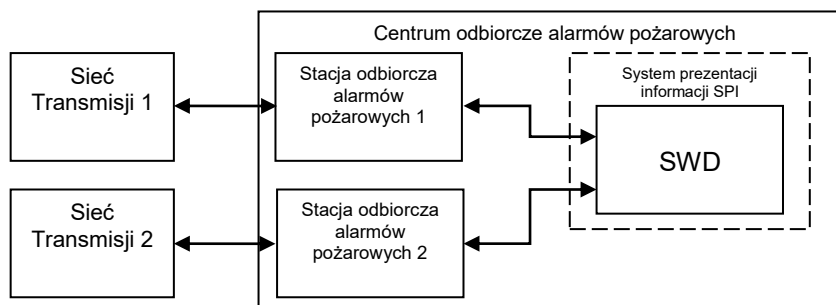 Centrum odbiorcze alarmów pożarowych
Sieć
Transmisji 1
Stacja odbiorcza
alarmów
pożarowych 1
System prezentacji
informacji SPI
SWD
Sieć
Transmisji 2
Stacja odbiorcza
alarmów
pożarowych 2